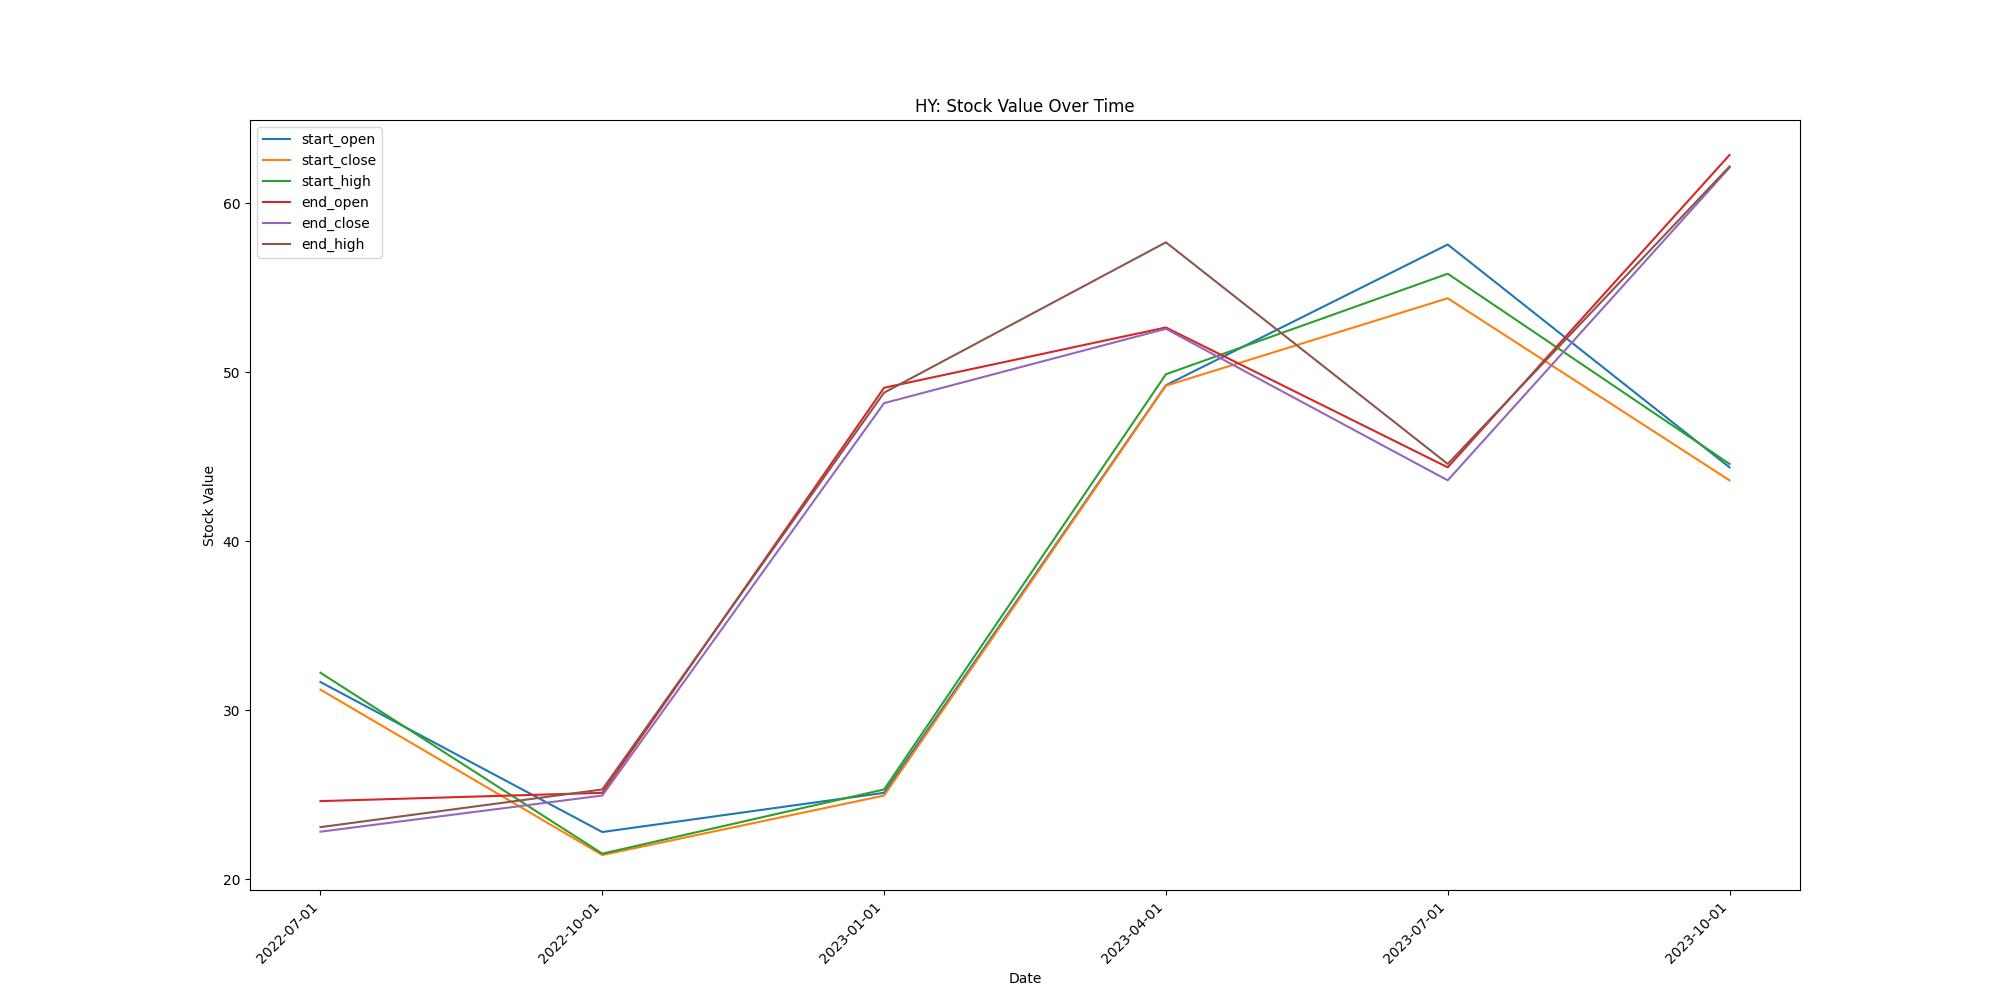 HY: Stock Value Over Time
start_open
start_close
start_high
end_open
end_close
end_high
60
50
40
30
20
Stock Value
2022-07-01
2022-10-01
2023-01-01
2023-04-01
2023-07-01
2023-10-01
Date